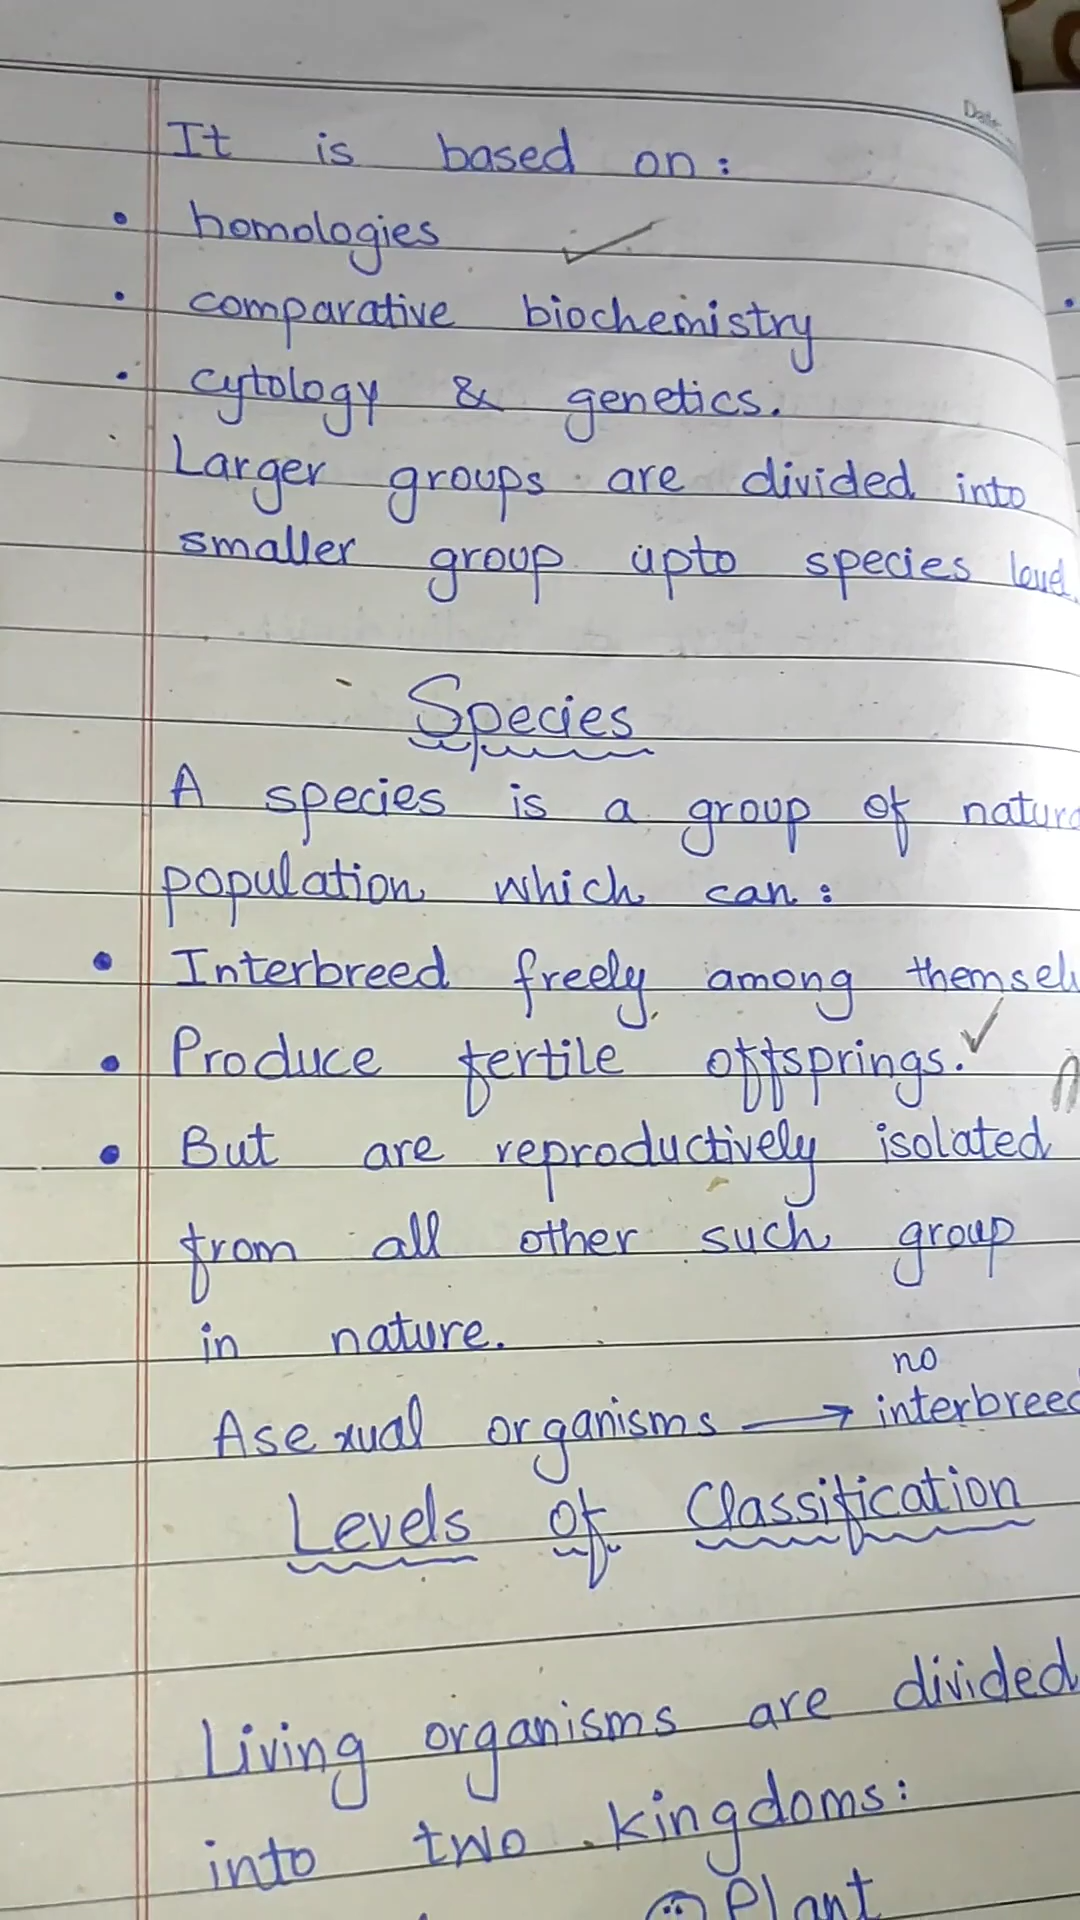 Date:
It is based on:
• homologies
• comparative biochemistry
• cytology & genetics.
Larger groups are divided into
smaller group upto species level.
Species
A species is a group of natura
population which can:
• Interbreed freely among themsel
• Produce fertile offsprings.
• But are reproductively isolated
from all other such group
in nature.
no
Asexual organisms → interbreed
Levels of Classification
Living organisms are divided
into two kingdoms:
Plant